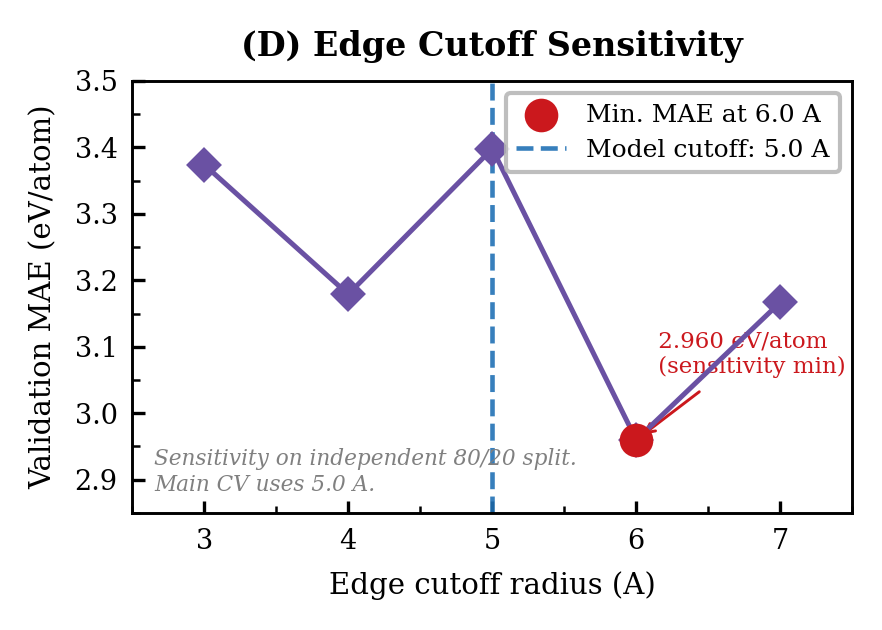 (D) Edge Cutoff Sensitivity
Validation MAE (eV/atom)
3.5
3.4
3.3
3.2
3.1
3.0
2.9
Min. MAE at 6.0 A
Model cutoff: 5.0 A
2.960 eV/atom
(sensitivity min)
Sensitivity on independent 80/20 split.
Main CV uses 5.0 A.
3 4 5 6 7
Edge cutoff radius (A)